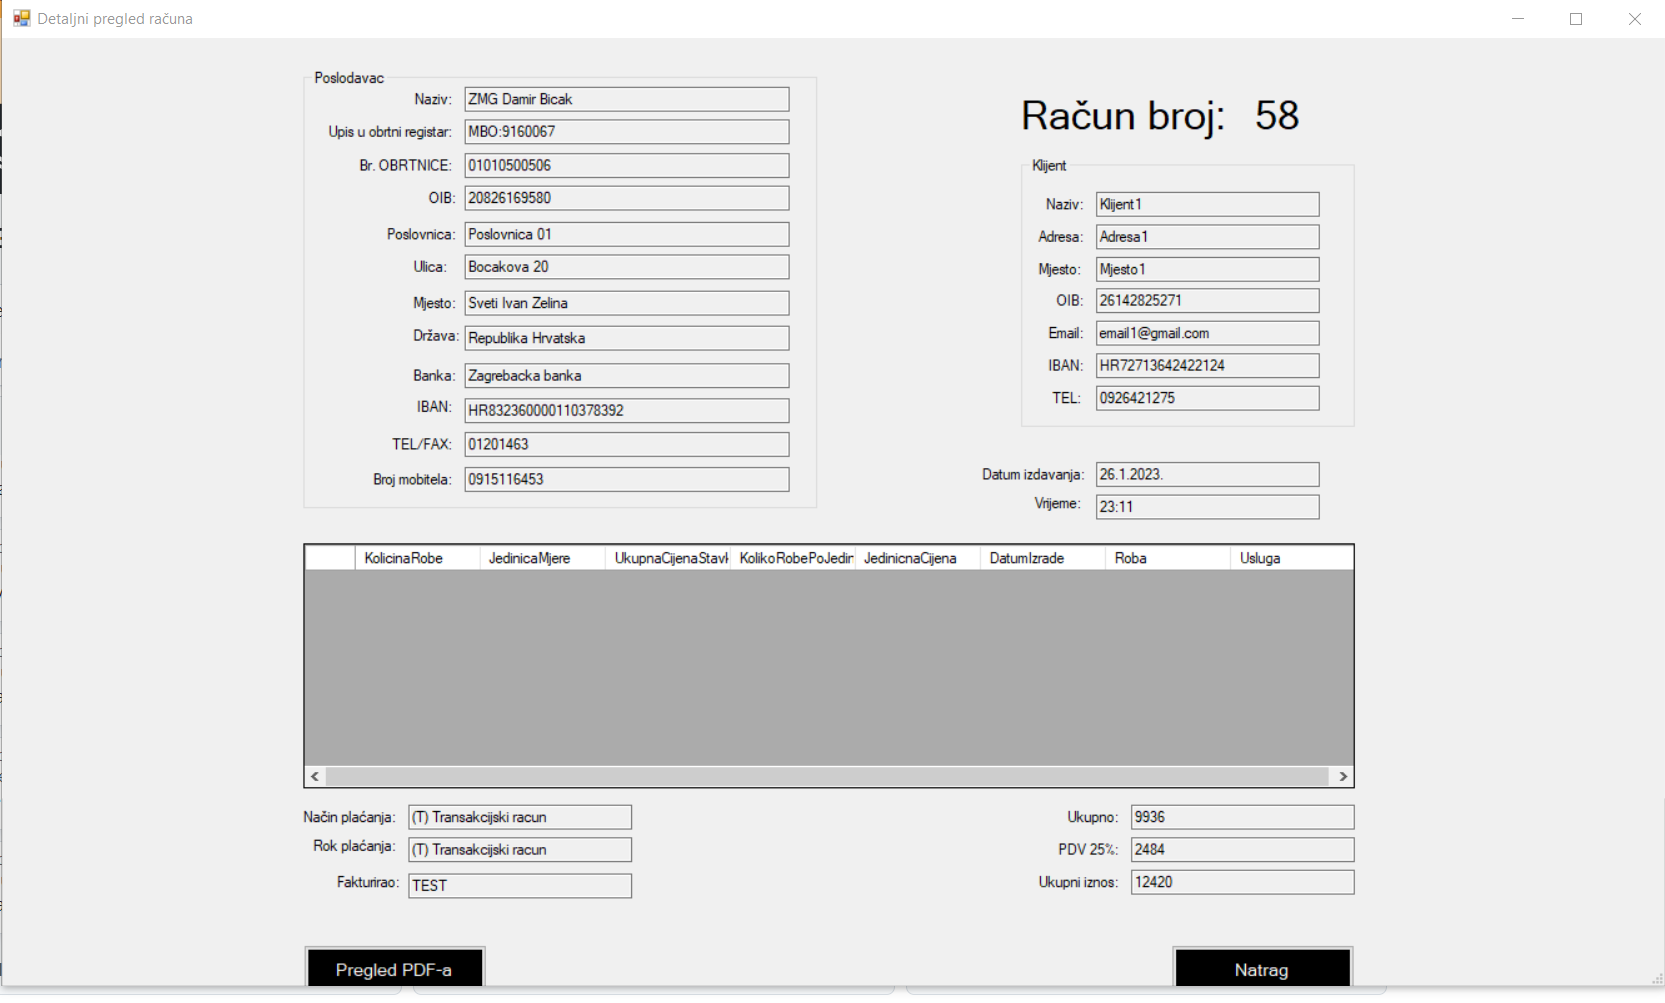 Detaljni pregled računa
Poslodavac
Naziv: ZMG Damir Bicak
Upis u obrtni registar: MBO:9160067
Br. OBRTNICE: 01010500506
OIB: 20826169580
Poslovnica: Poslovnica 01
Ulica: Bocakova 20
Mjesto: Sveti Ivan Zelina
Država: Republika Hrvatska
Banka: Zagrebacka banka
IBAN: HR832360000110378392
TEL/FAX: 01201463
Broj mobitela: 0915116453
Račun broj: 58
Klijent
Naziv: Klijent1
Adresa: Adresa1
Mjesto: Mjesto1
OIB: 26142825271
Email: email1@gmail.com
IBAN: HR72713642422124
TEL: 0926421275
Datum izdavanja: 26.1.2023.
Vrijeme: 23:11
KolicinaRobe JedinicaMjere UkupnaCijenaStavk KolikoRobePoJedin JedinicnaCijena DatumIzrade Roba Usluga
Način plaćanja: (T) Transakcijski racun
Rok plaćanja: (T) Transakcijski racun
Fakturirao: TEST
Ukupno: 9936
PDV 25%: 2484
Ukupni iznos: 12420
Pregled PDF-a
Natrag